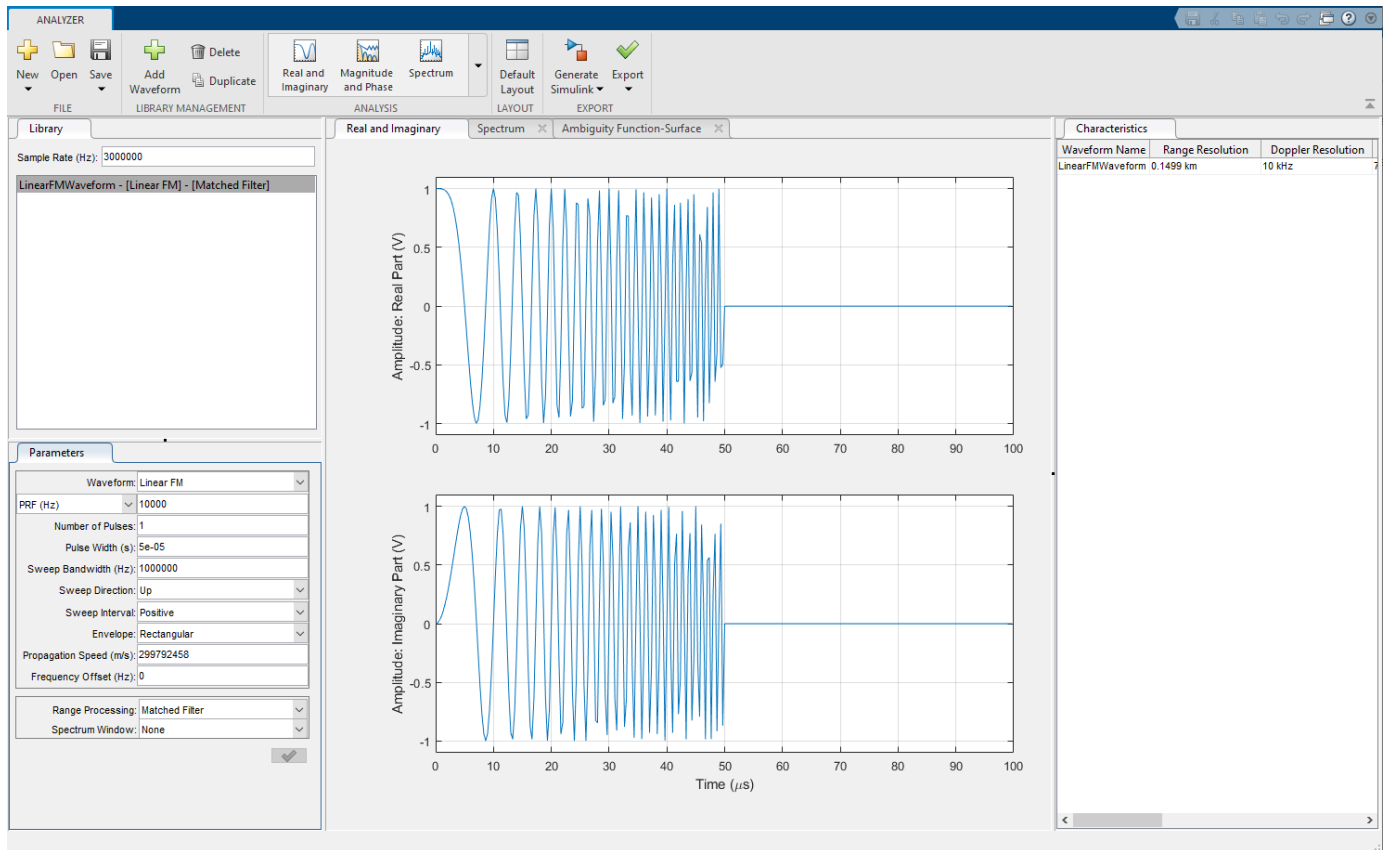 ANALYZER
New
Open
Save
Add
Waveform
Delete
Duplicate
Real and
Imaginary
Magnitude
and Phase
Spectrum
Default
Layout
Generate
Simulink
Export
FILE
LIBRARY MANAGEMENT
ANALYSIS
LAYOUT
EXPORT
Library
Sample Rate (Hz): 3000000
LinearFMWaveform - [Linear FM] - [Matched Filter]
Parameters
Waveform: Linear FM
PRF (Hz) 10000
Number of Pulses: 1
Pulse Width (s): 5e-05
Sweep Bandwidth (Hz): 1000000
Sweep Direction: Up
Sweep Interval: Positive
Envelope: Rectangular
Propagation Speed (m/s): 299792458
Frequency Offset (Hz): 0
Range Processing: Matched Filter
Spectrum Window: None
Real and Imaginary Spectrum Ambiguity Function-Surface
Amplitude: Real Part (V)
1
0.5
0
-0.5
-1
0 10 20 30 40 50 60 70 80 90 100
Amplitude: Imaginary Part (V)
1
0.5
0
-0.5
-1
0 10 20 30 40 50 60 70 80 90 100
Time (μs)
Characteristics
Waveform Name Range Resolution Doppler Resolution
LinearFMWaveform 0.1499 km 10 kHz 7